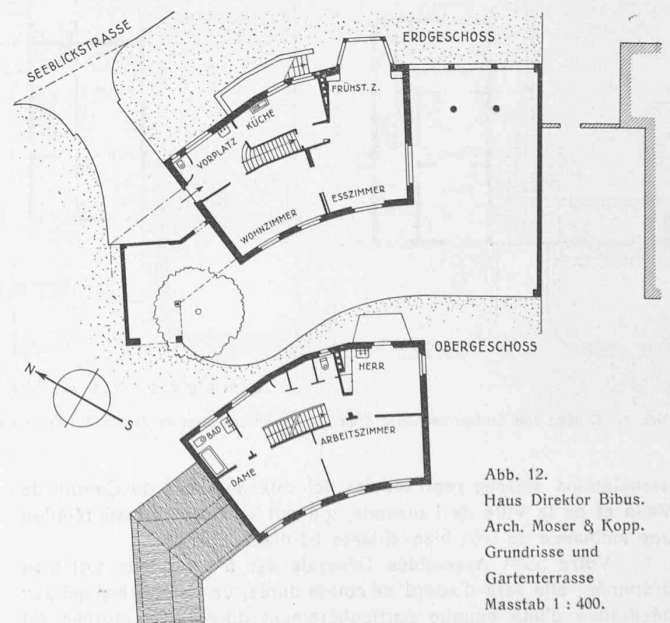 SEEBLICKSTRASSE
ERDGESCHOSS
FRÜHST. Z.
KÜCHE
VORPLATZ
ESSZIMMER
WOHNZIMMER
N
S
OBERGESCHOSS
HERR
BAD
ARBEITSZIMMER
DAME
Abb. 12.
Haus Direktor Bibus.
Arch. Moser & Kopp.
Grundrisse und
Gartenterrasse
Masstab 1 : 400.